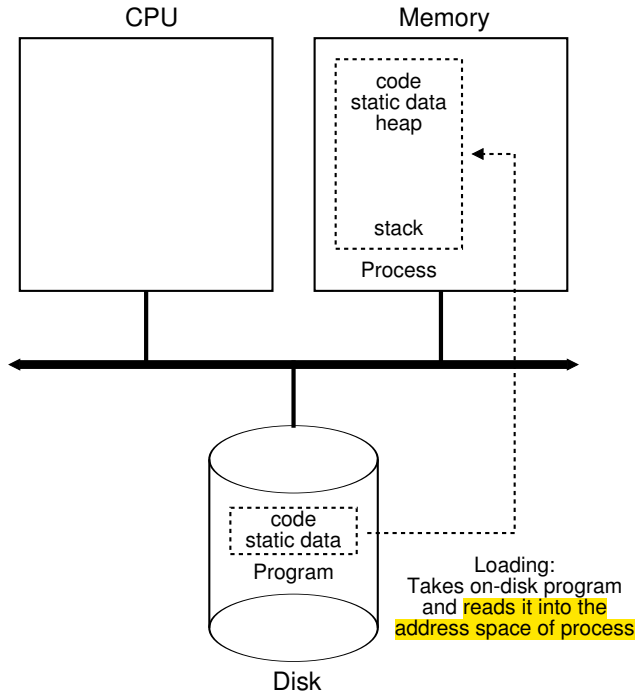 CPU
Memory
code
static data
heap
stack
Process
code
static data
Program
Loading:
Takes on-disk program
and reads it into the
address space of process
Disk